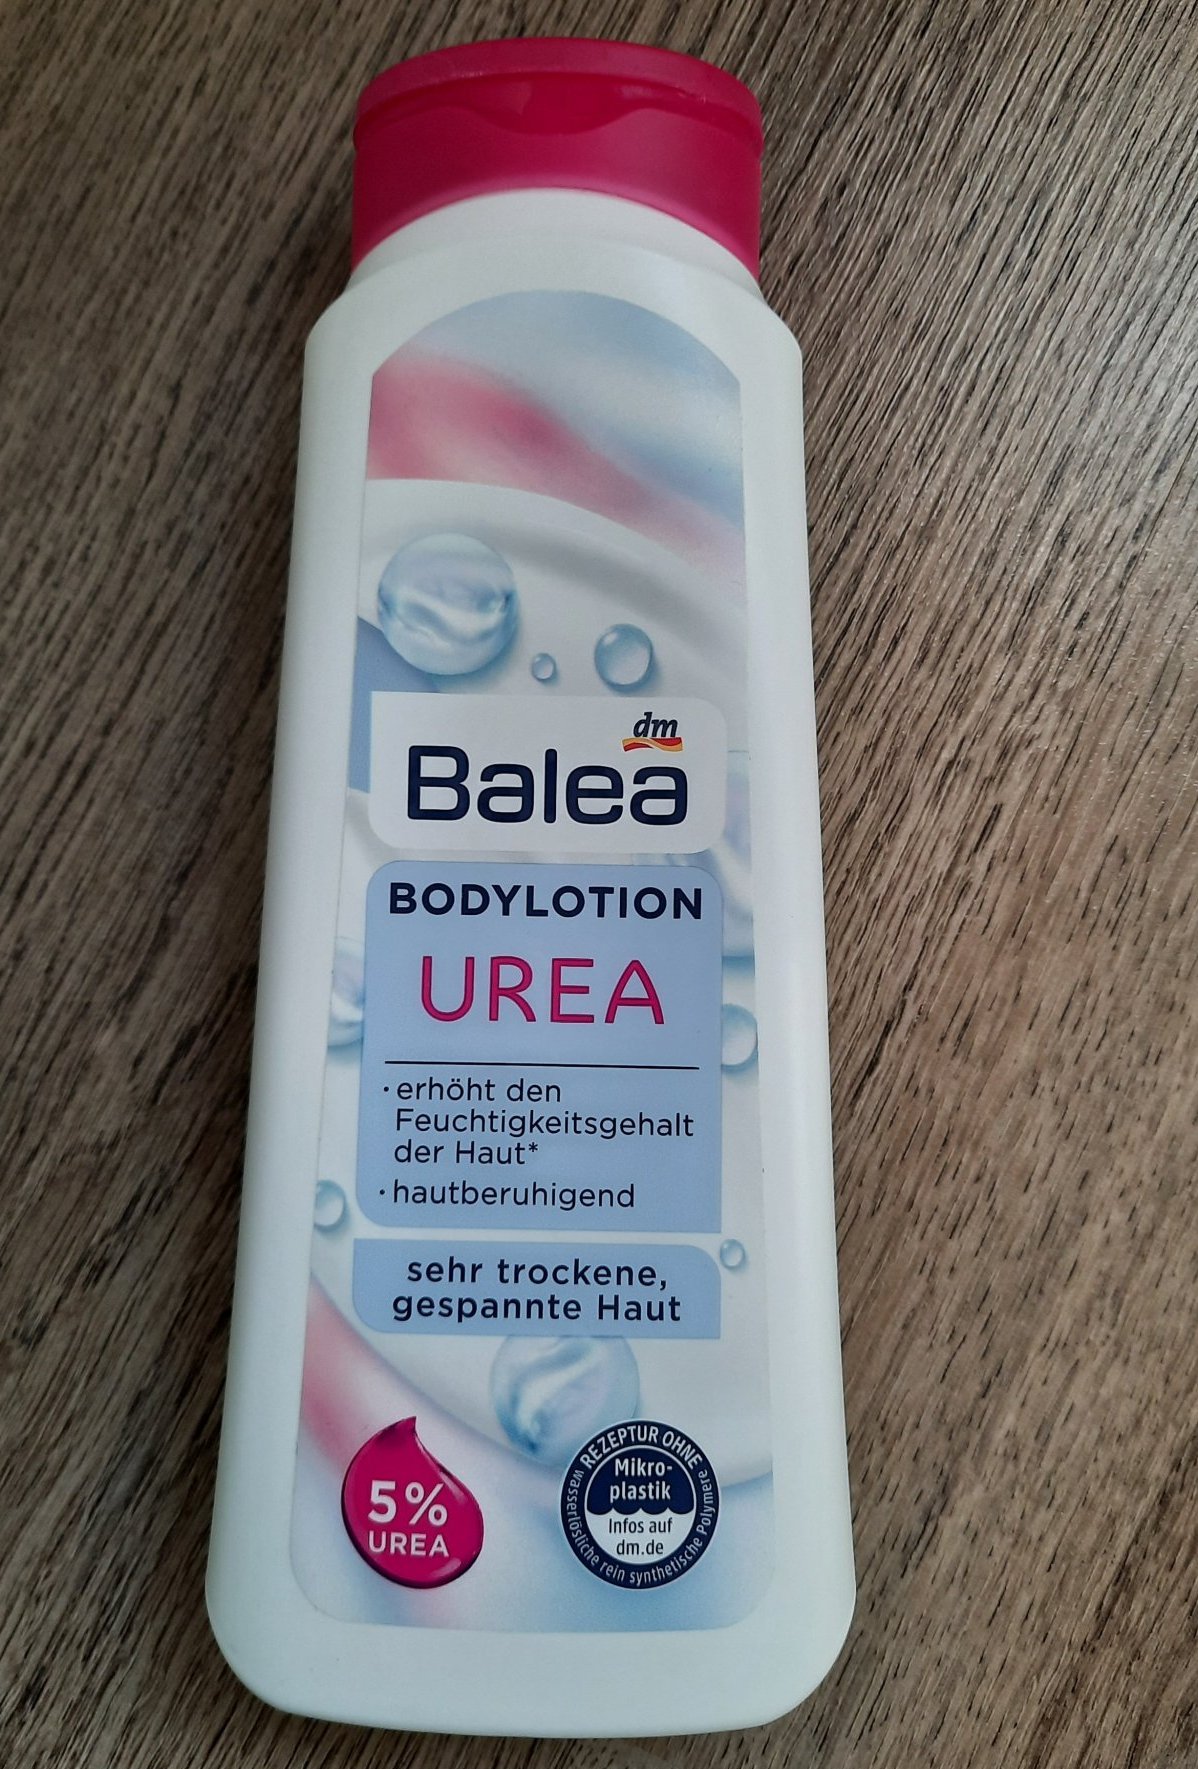 dm
Balea
BODYLOTION
UREA
· erhöht den
Feuchtigkeitsgehalt
der Haut*
· hautberuhigend
sehr trockene,
gespannte Haut
5%
UREA
REZEPTUR OHNE
Mikro-
plastik
Infos auf
dm.de
wasserlösliche rein synthetische Polymere